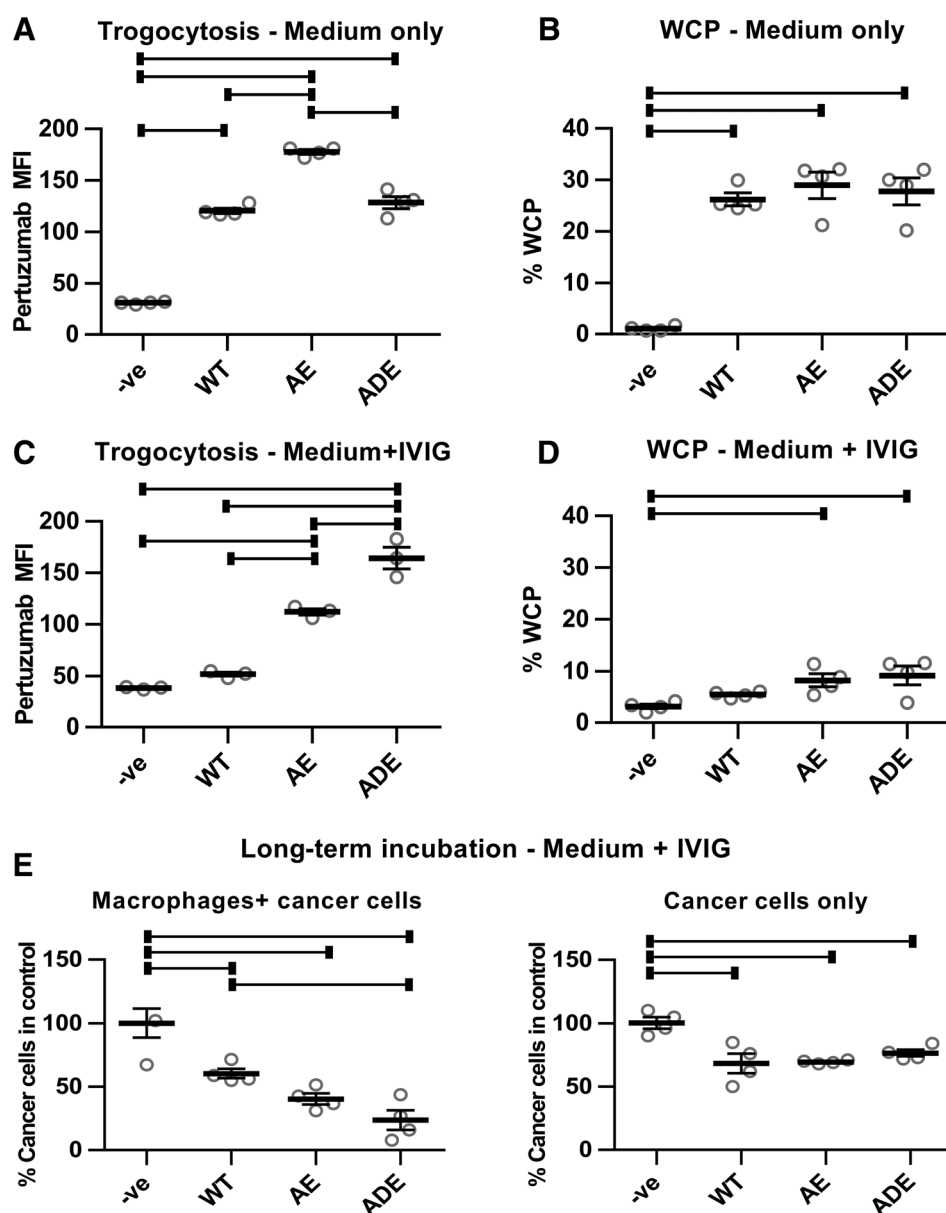 A
Trogocytosis - Medium only
Pertuzumab MFI
200
150
100
50
0
-ve
WT
AE
ADE
B
WCP - Medium only
% WCP
40
30
20
10
0
-ve
WT
AE
ADE
C
Trogocytosis - Medium+IVIG
Pertuzumab MFI
200
150
100
50
0
-ve
WT
AE
ADE
D
WCP - Medium + IVIG
% WCP
40
30
20
10
0
-ve
WT
AE
ADE
E
Long-term incubation - Medium + IVIG
Macrophages+ cancer cells
% Cancer cells in control
150
100
50
0
-ve
WT
AE
ADE
Cancer cells only
% Cancer cells in control
150
100
50
0
-ve
WT
AE
ADE